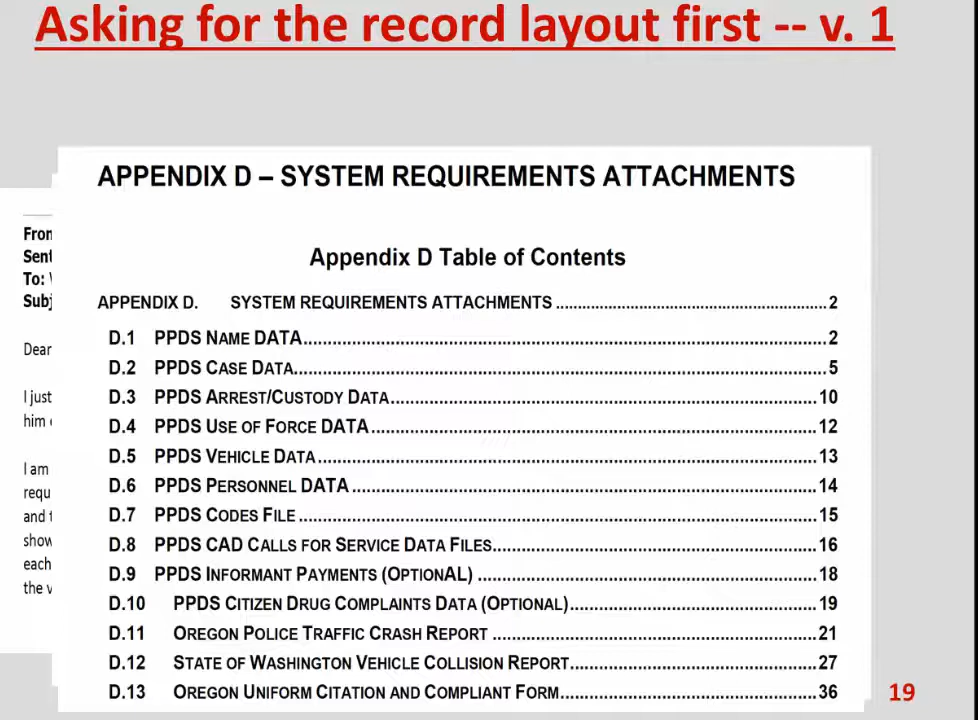 Asking for the record layout first -- v. 1
APPENDIX D – SYSTEM REQUIREMENTS ATTACHMENTS
Appendix D Table of Contents
APPENDIX D. SYSTEM REQUIREMENTS ATTACHMENTS 2
D.1 PPDS NAME DATA 2
D.2 PPDS CASE DATA 5
D.3 PPDS ARREST/CUSTODY DATA 10
D.4 PPDS USE OF FORCE DATA 12
D.5 PPDS VEHICLE DATA 13
D.6 PPDS PERSONNEL DATA 14
D.7 PPDS CODES FILE 15
D.8 PPDS CAD CALLS FOR SERVICE DATA FILES 16
D.9 PPDS INFORMANT PAYMENTS (OPTIONAL) 18
D.10 PPDS CITIZEN DRUG COMPLAINTS DATA (OPTIONAL) 19
D.11 OREGON POLICE TRAFFIC CRASH REPORT 21
D.12 STATE OF WASHINGTON VEHICLE COLLISION REPORT 27
D.13 OREGON UNIFORM CITATION AND COMPLIANT FORM 36
Sent
To:
Dear
I just
him
I am
requ
and
show
each
the v
19